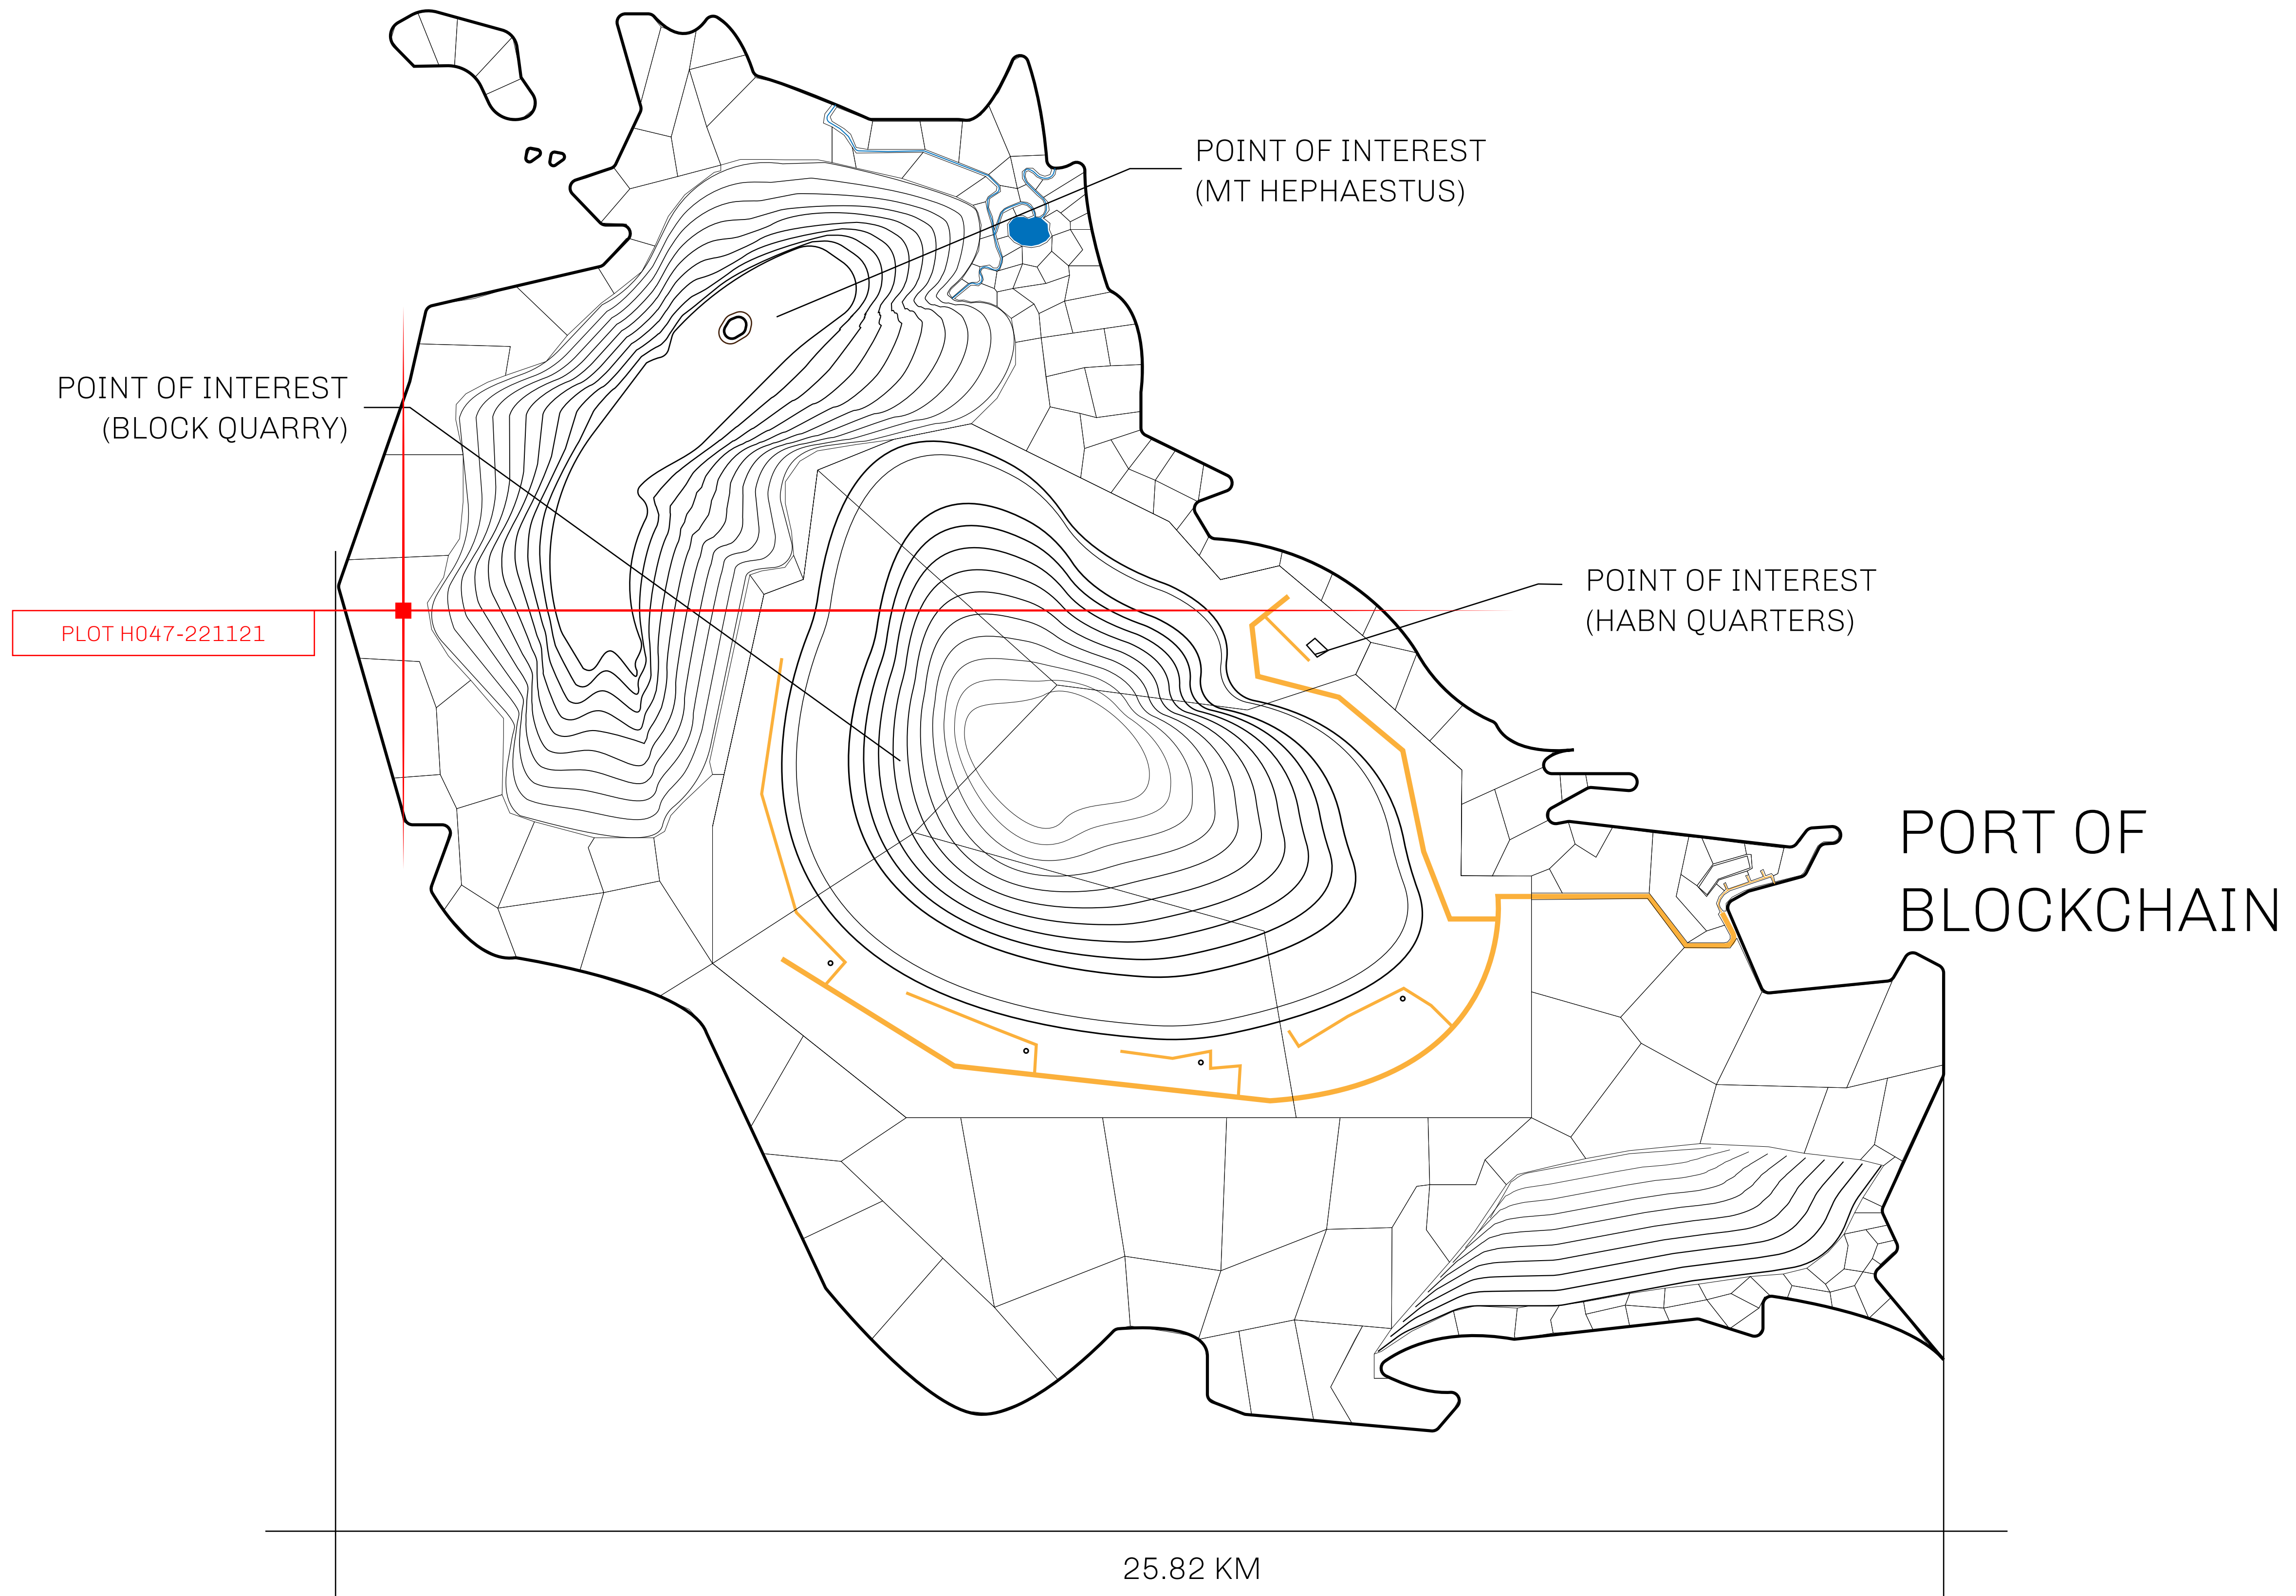 POINT OF INTEREST
(MT HEPHAESTUS)
POINT OF INTEREST
(BLOCK QUARRY)
POINT OF INTEREST
(HABN QUARTERS)
PLOT H047-221121
PORT OF
BLOCKCHAIN
25.82 KM